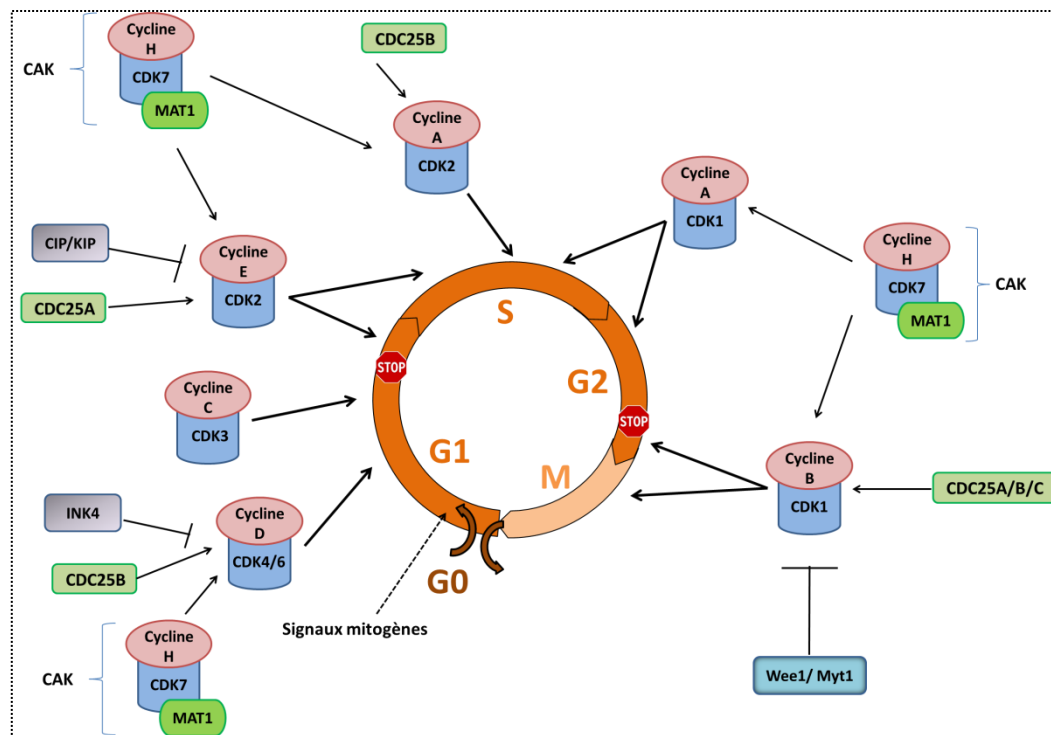 Cycline
H
CDK7
MAT1
CAK
CDC25B
Cycline
A
CDK2
Cycline
A
CDK1
Cycline
H
CDK7
MAT1
CAK
CIP/KIP
CDC25A
Cycline
E
CDK2
S
STOP
G2
STOP
Cycline
C
CDK3
G1
M
Cycline
B
CDK1
CDC25A/B/C
INK4
CDC25B
Cycline
D
CDK4/6
G0
Signaux mitogènes
Cycline
H
CDK7
MAT1
CAK
Wee1/ Myt1